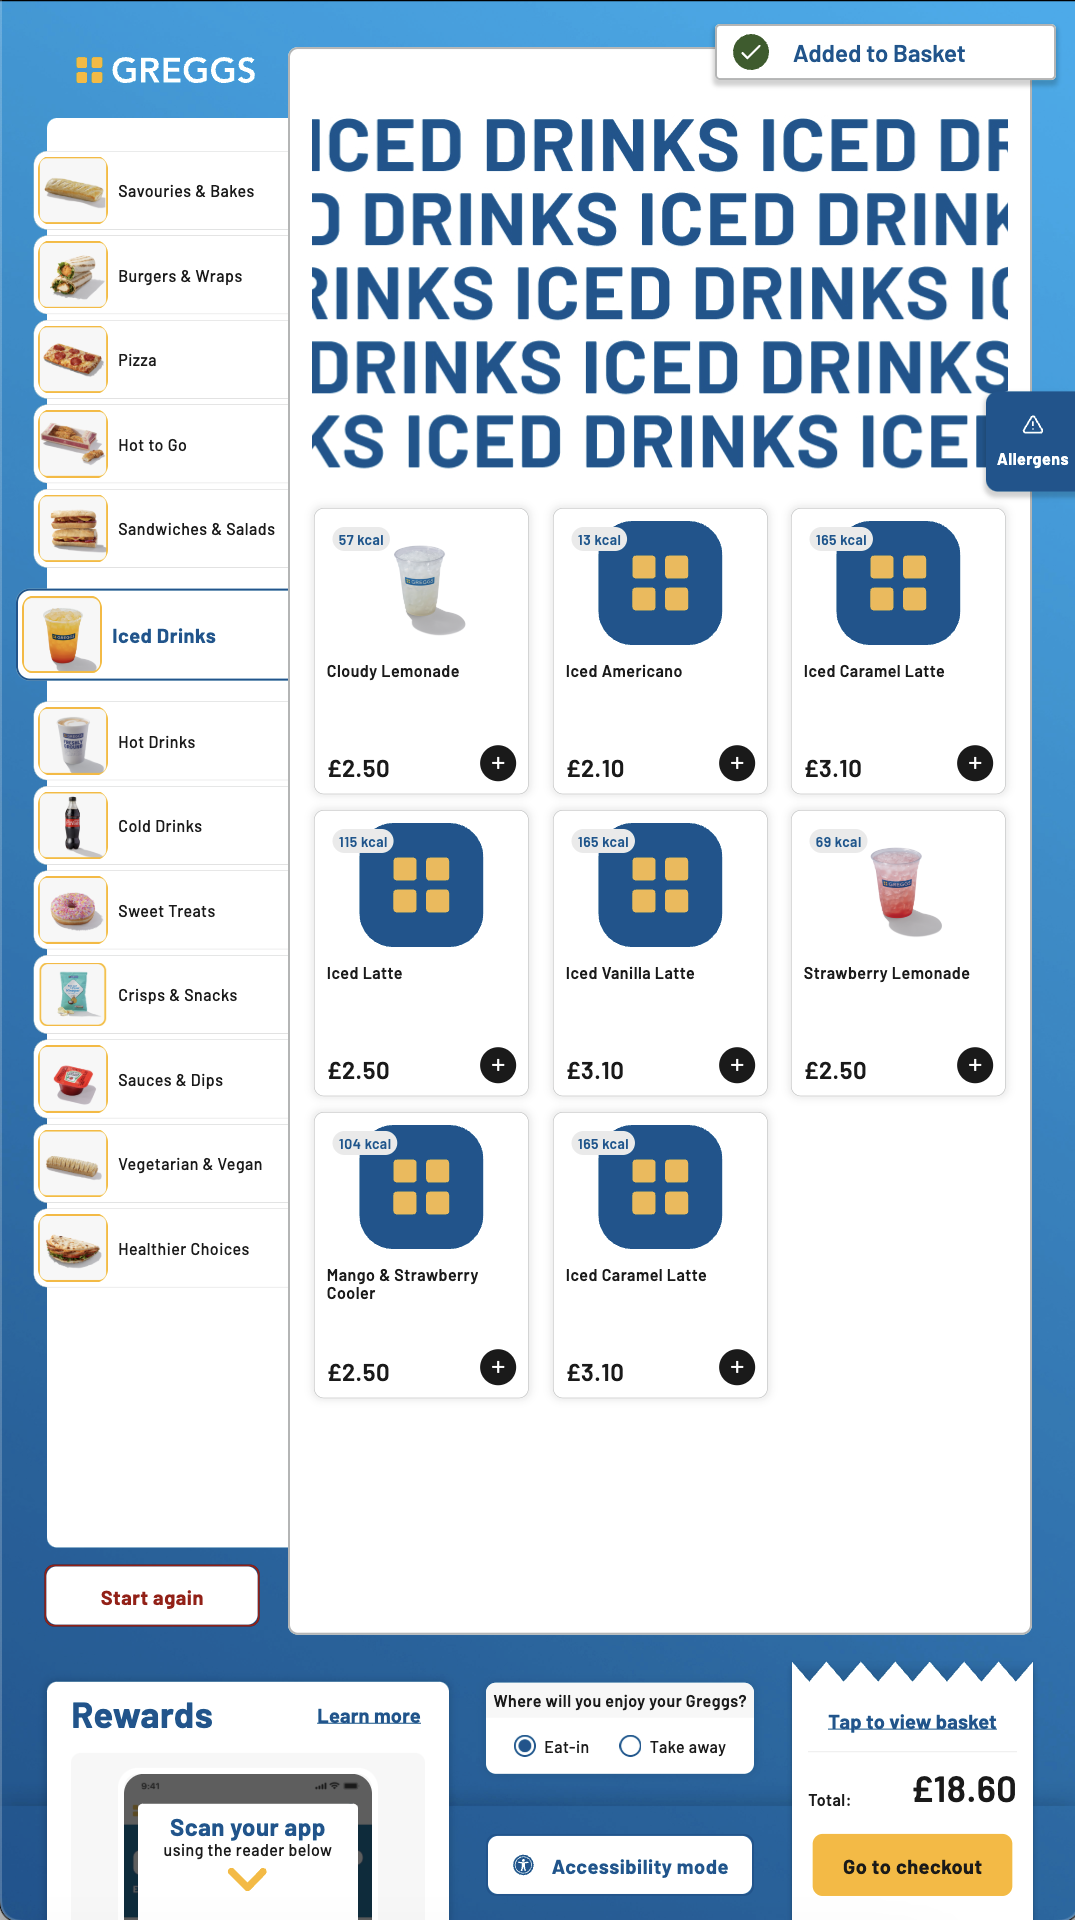 GREGGS
Added to Basket
ICED DRINKS ICED DR
D DRINKS ICED DRINK
RINKS ICED DRINKS IC
DRINKS ICED DRINKS
KS ICED DRINKS ICE
Allergens
Savouries & Bakes
Burgers & Wraps
Pizza
Hot to Go
Sandwiches & Salads
Iced Drinks
Hot Drinks
Cold Drinks
Sweet Treats
Crisps & Snacks
Sauces & Dips
Vegetarian & Vegan
Healthier Choices
57 kcal
GREGGS
Cloudy Lemonade
£2.50
+
13 kcal
Iced Americano
£2.10
+
165 kcal
Iced Caramel Latte
£3.10
+
115 kcal
Iced Latte
£2.50
+
165 kcal
Iced Vanilla Latte
£3.10
+
69 kcal
GREGGS
Strawberry Lemonade
£2.50
+
104 kcal
Mango & Strawberry
Cooler
£2.50
+
165 kcal
Iced Caramel Latte
£3.10
+
Start again
Rewards
Learn more
9:41
Scan your app
using the reader below
Where will you enjoy your Greggs?
Eat-in
Take away
Accessibility mode
Tap to view basket
Total:
£18.60
Go to checkout